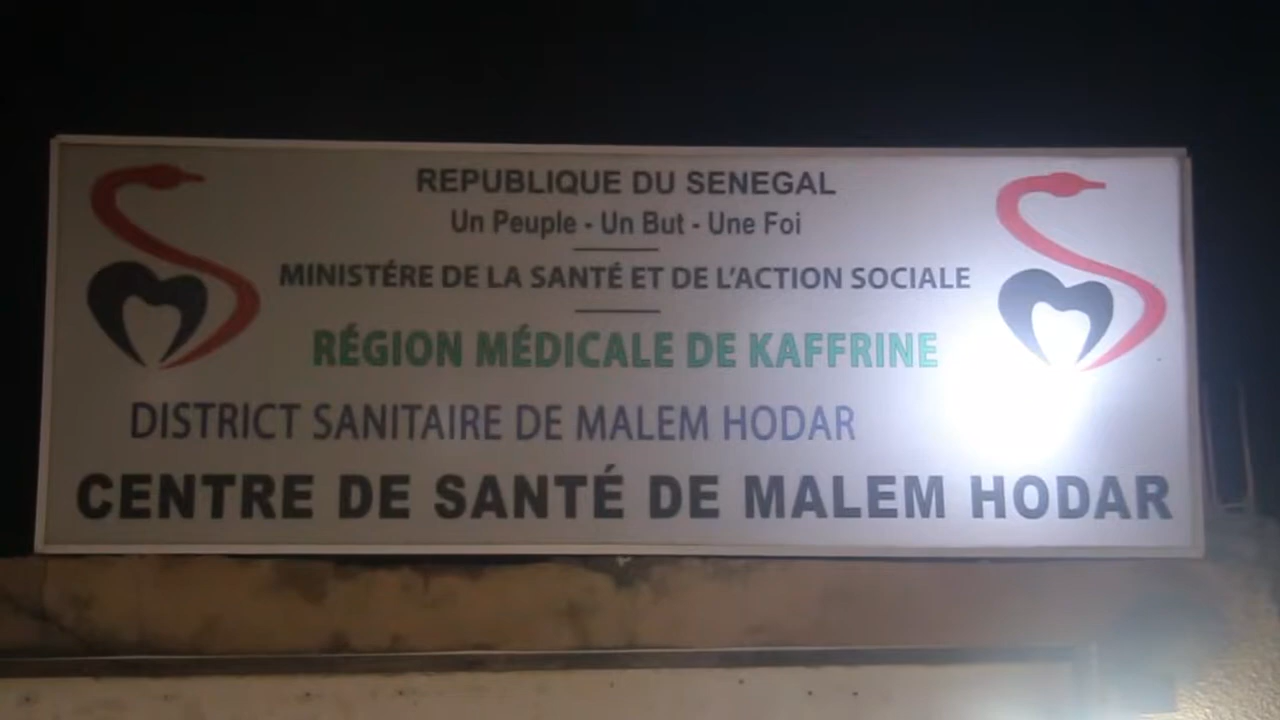 REPUBLIQUE DU SENEGAL
Un Peuple - Un But - Une Foi
MINISTÉRE DE LA SANTÉ ET DE L'ACTION SOCIALE
RÉGION MÉDICALE DE KAFFRINE
DISTRICT SANITAIRE DE MALEM HODAR
CENTRE DE SANTÉ DE MALEM HODAR